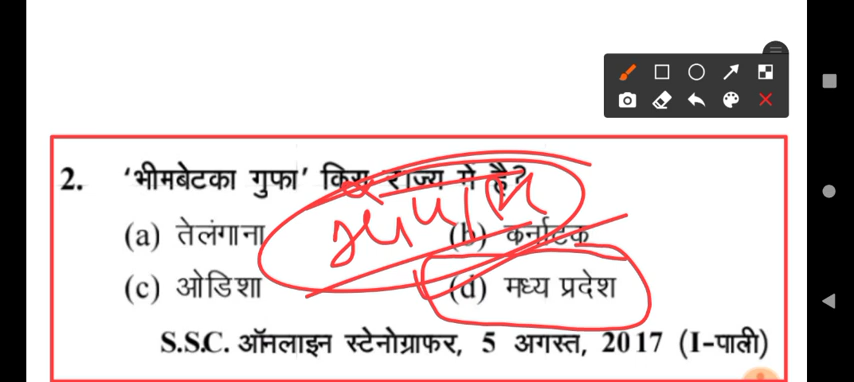 2. 'भीमबेटका गुफा' किस राज्य मे है?
(a) तेलंगाना (b) कर्नाटक
(c) ओडिशा (d) मध्य प्रदेश
S.S.C. ऑनलाइन स्टेनोग्राफर, 5 अगस्त, 2017 (I-पाली)